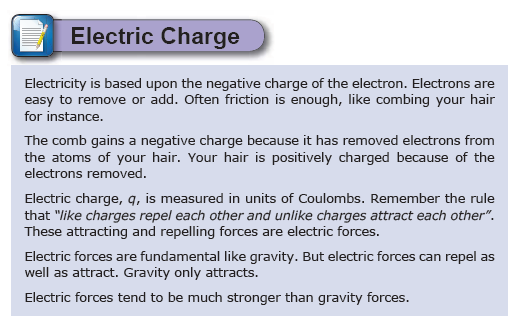 Electric Charge
Electricity is based upon the negative charge of the electron. Electrons are
easy to remove or add. Often friction is enough, like combing your hair
for instance.
The comb gains a negative charge because it has removed electrons from
the atoms of your hair. Your hair is positively charged because of the
electrons removed.
Electric charge, q, is measured in units of Coulombs. Remember the rule
that “like charges repel each other and unlike charges attract each other”.
These attracting and repelling forces are electric forces.
Electric forces are fundamental like gravity. But electric forces can repel as
well as attract. Gravity only attracts.
Electric forces tend to be much stronger than gravity forces.